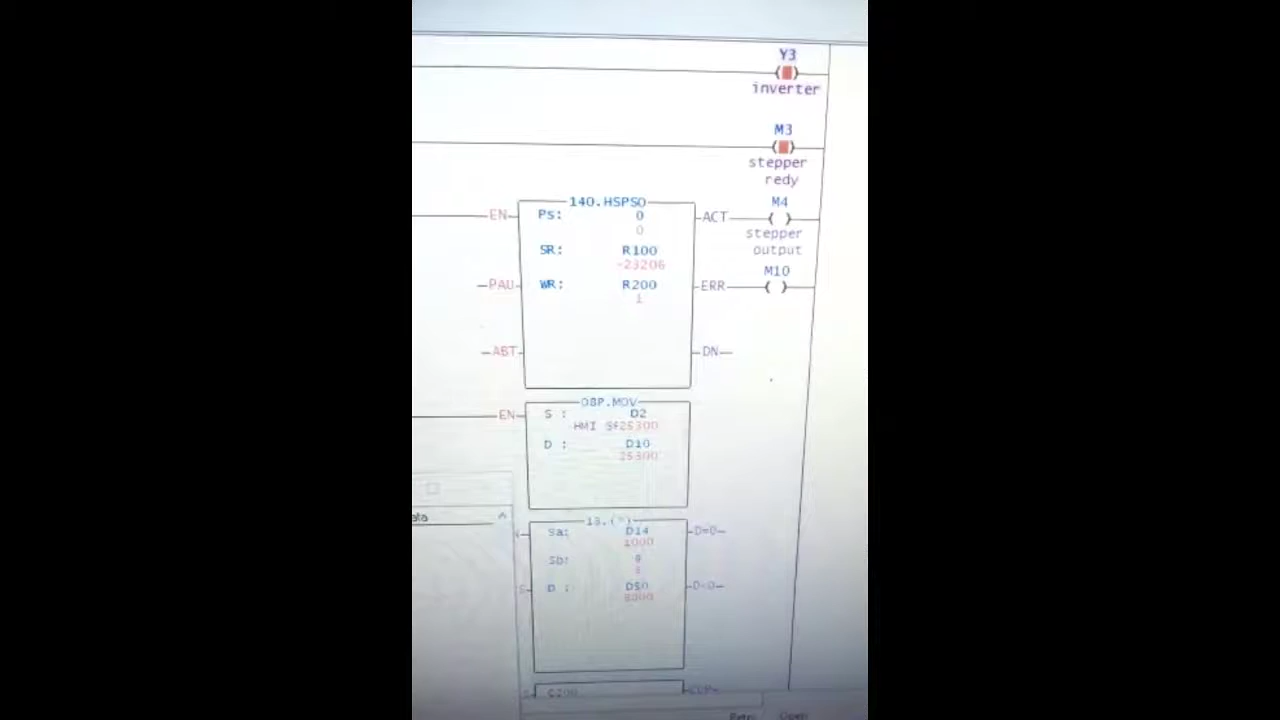 Y3
inverter
M3
stepper
redy
140.HSPSO
EN Ps: 0 ACT M4
0
stepper
output
SR: R100
-23206
M10
PAU WR: R200 ERR
1
ABT DN
08P.MOV
EN S : D2
HMI 25300
D : D10
25300
13.(*)
Sa: D14 D=0
1000
Sb:
D : D50 D<0
8000
C200